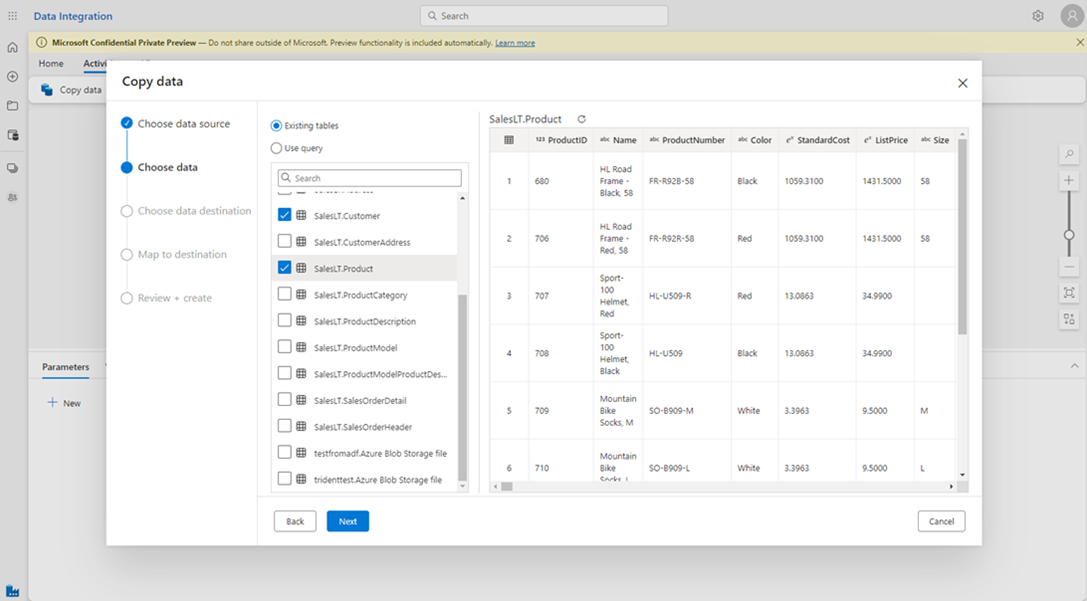 Data Integration
Search
Microsoft Confidential Private Preview — Do not share outside of Microsoft. Preview functionality is included automatically. Learn more
Home
Activi
Copy data
Copy data
Choose data source
Choose data
Choose data destination
Map to destination
Review + create
Existing tables
Use query
Search
SalesLT.Customer
SalesLT.CustomerAddress
SalesLT.Product
SalesLT.ProductCategory
SalesLT.ProductDescription
SalesLT.ProductModel
SalesLT.ProductModelProductDes...
SalesLT.SalesOrderDetail
SalesLT.SalesOrderHeader
testfromadf.Azure Blob Storage file
tridenttest.Azure Blob Storage file
SalesLT.Product
123 ProductID abc Name abc ProductNumber abc Color eˣ StandardCost eˣ ListPrice abc Size
1 680 HL Road Frame - Black, 58 FR-R92B-58 Black 1059.3100 1431.5000 58
2 706 HL Road Frame - Red, 58 FR-R92R-58 Red 1059.3100 1431.5000 58
3 707 Sport-100 Helmet, Red HL-U509-R Red 13.0863 34.9900
4 708 Sport-100 Helmet, Black HL-U509 Black 13.0863 34.9900
5 709 Mountain Bike Socks, M SO-B909-M White 3.3963 9.5000 M
6 710 Mountain Bike SO-B909-L White 3.3963 9.5000 L
Parameters
New
Back
Next
Cancel